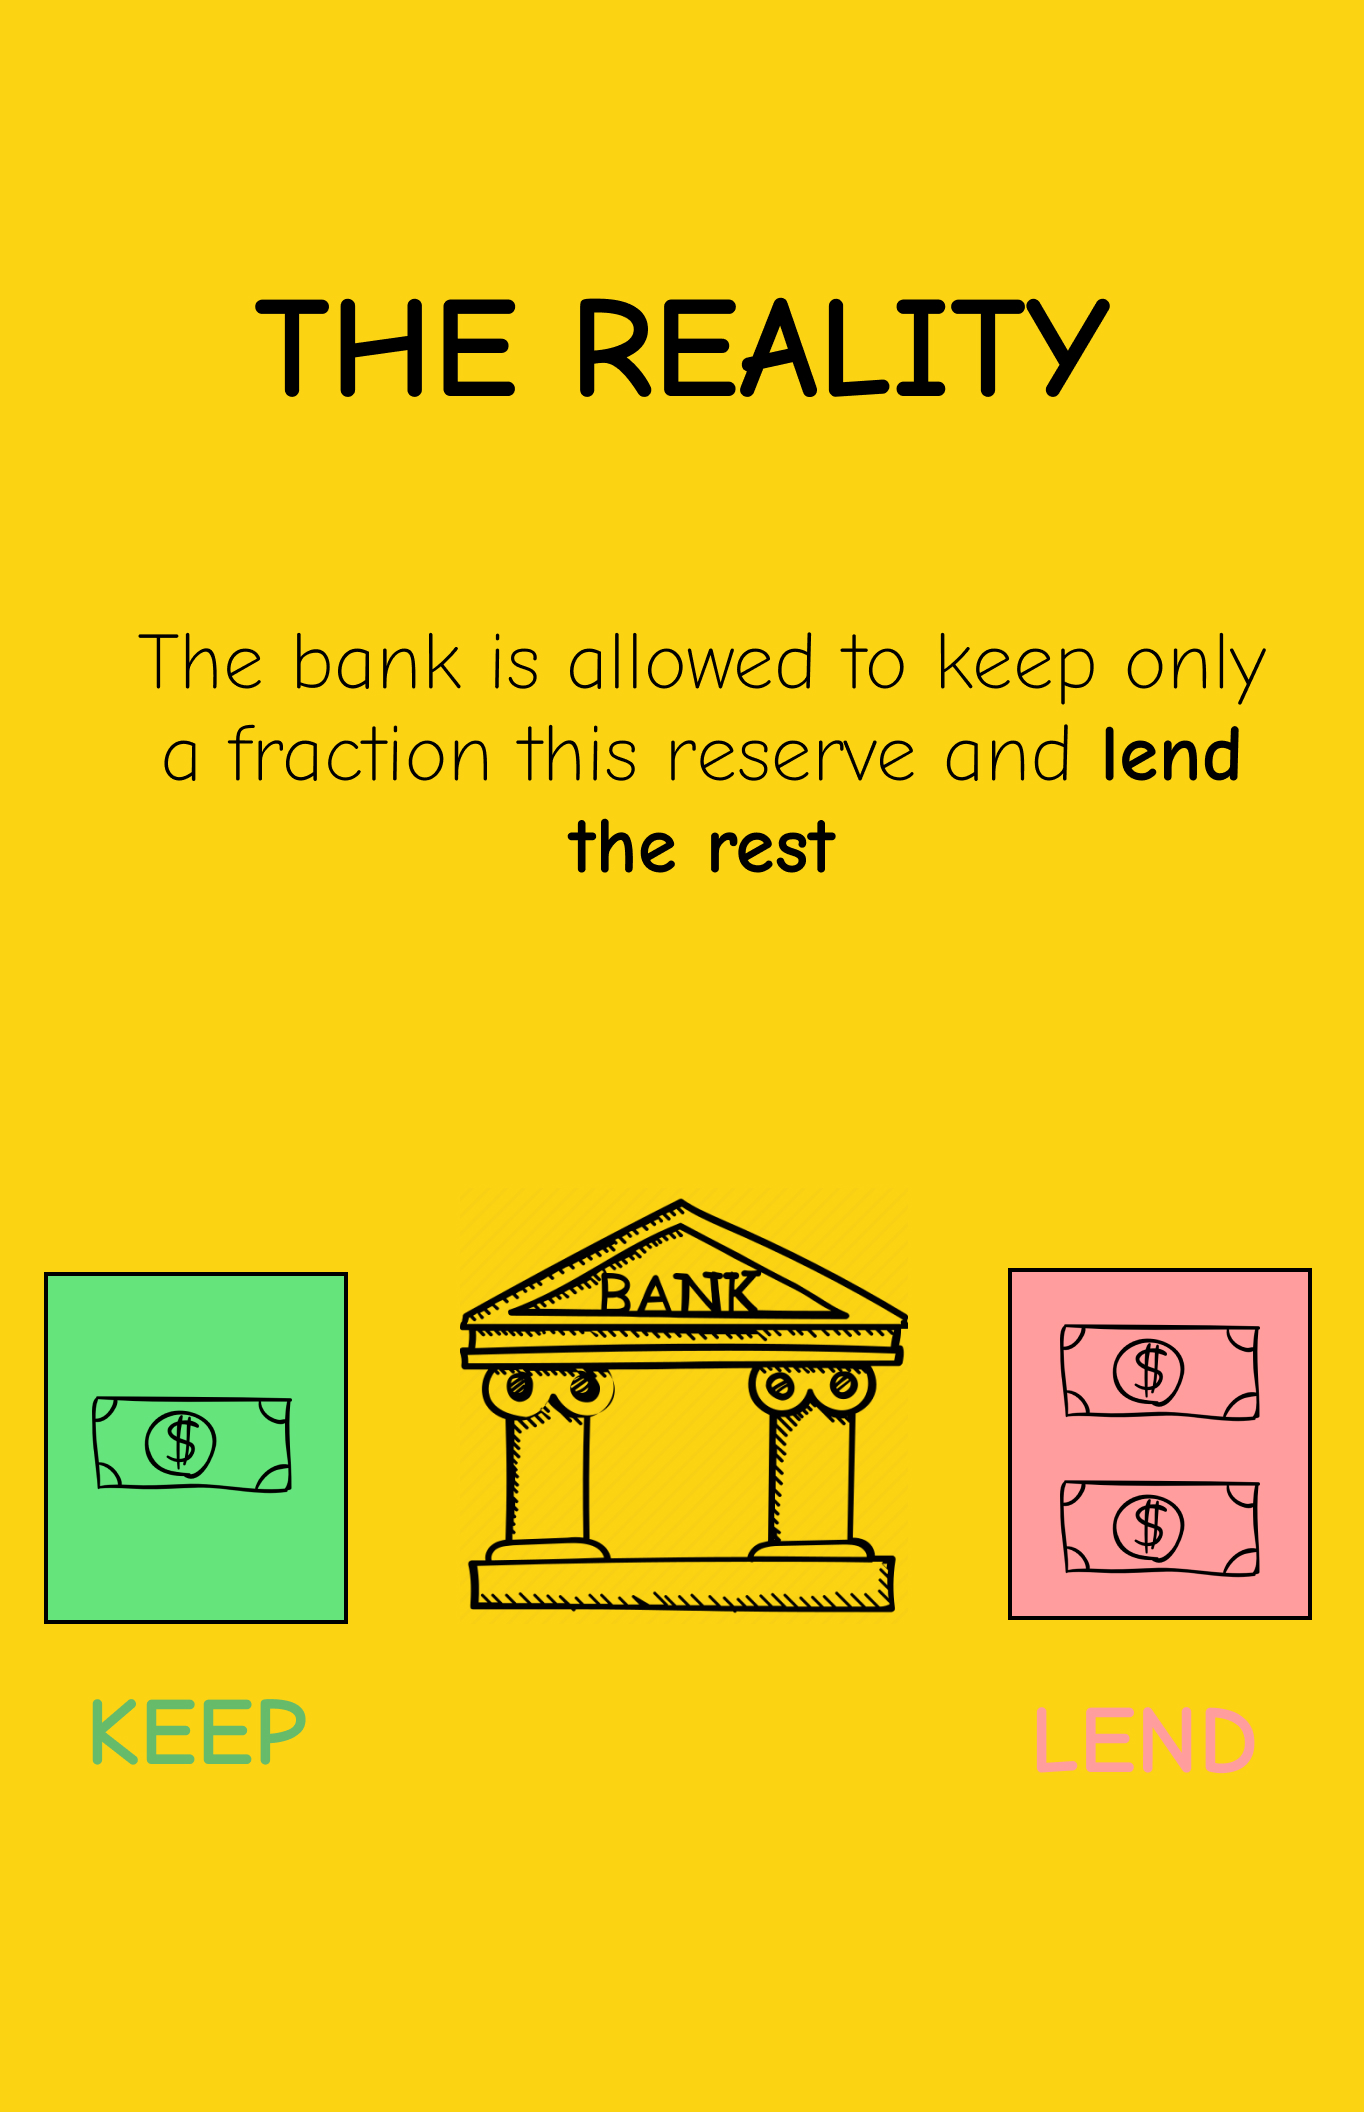 THE REALITY
The bank is allowed to keep only
a fraction this reserve and lend
the rest
BANK
$
$
$
KEEP
LEND